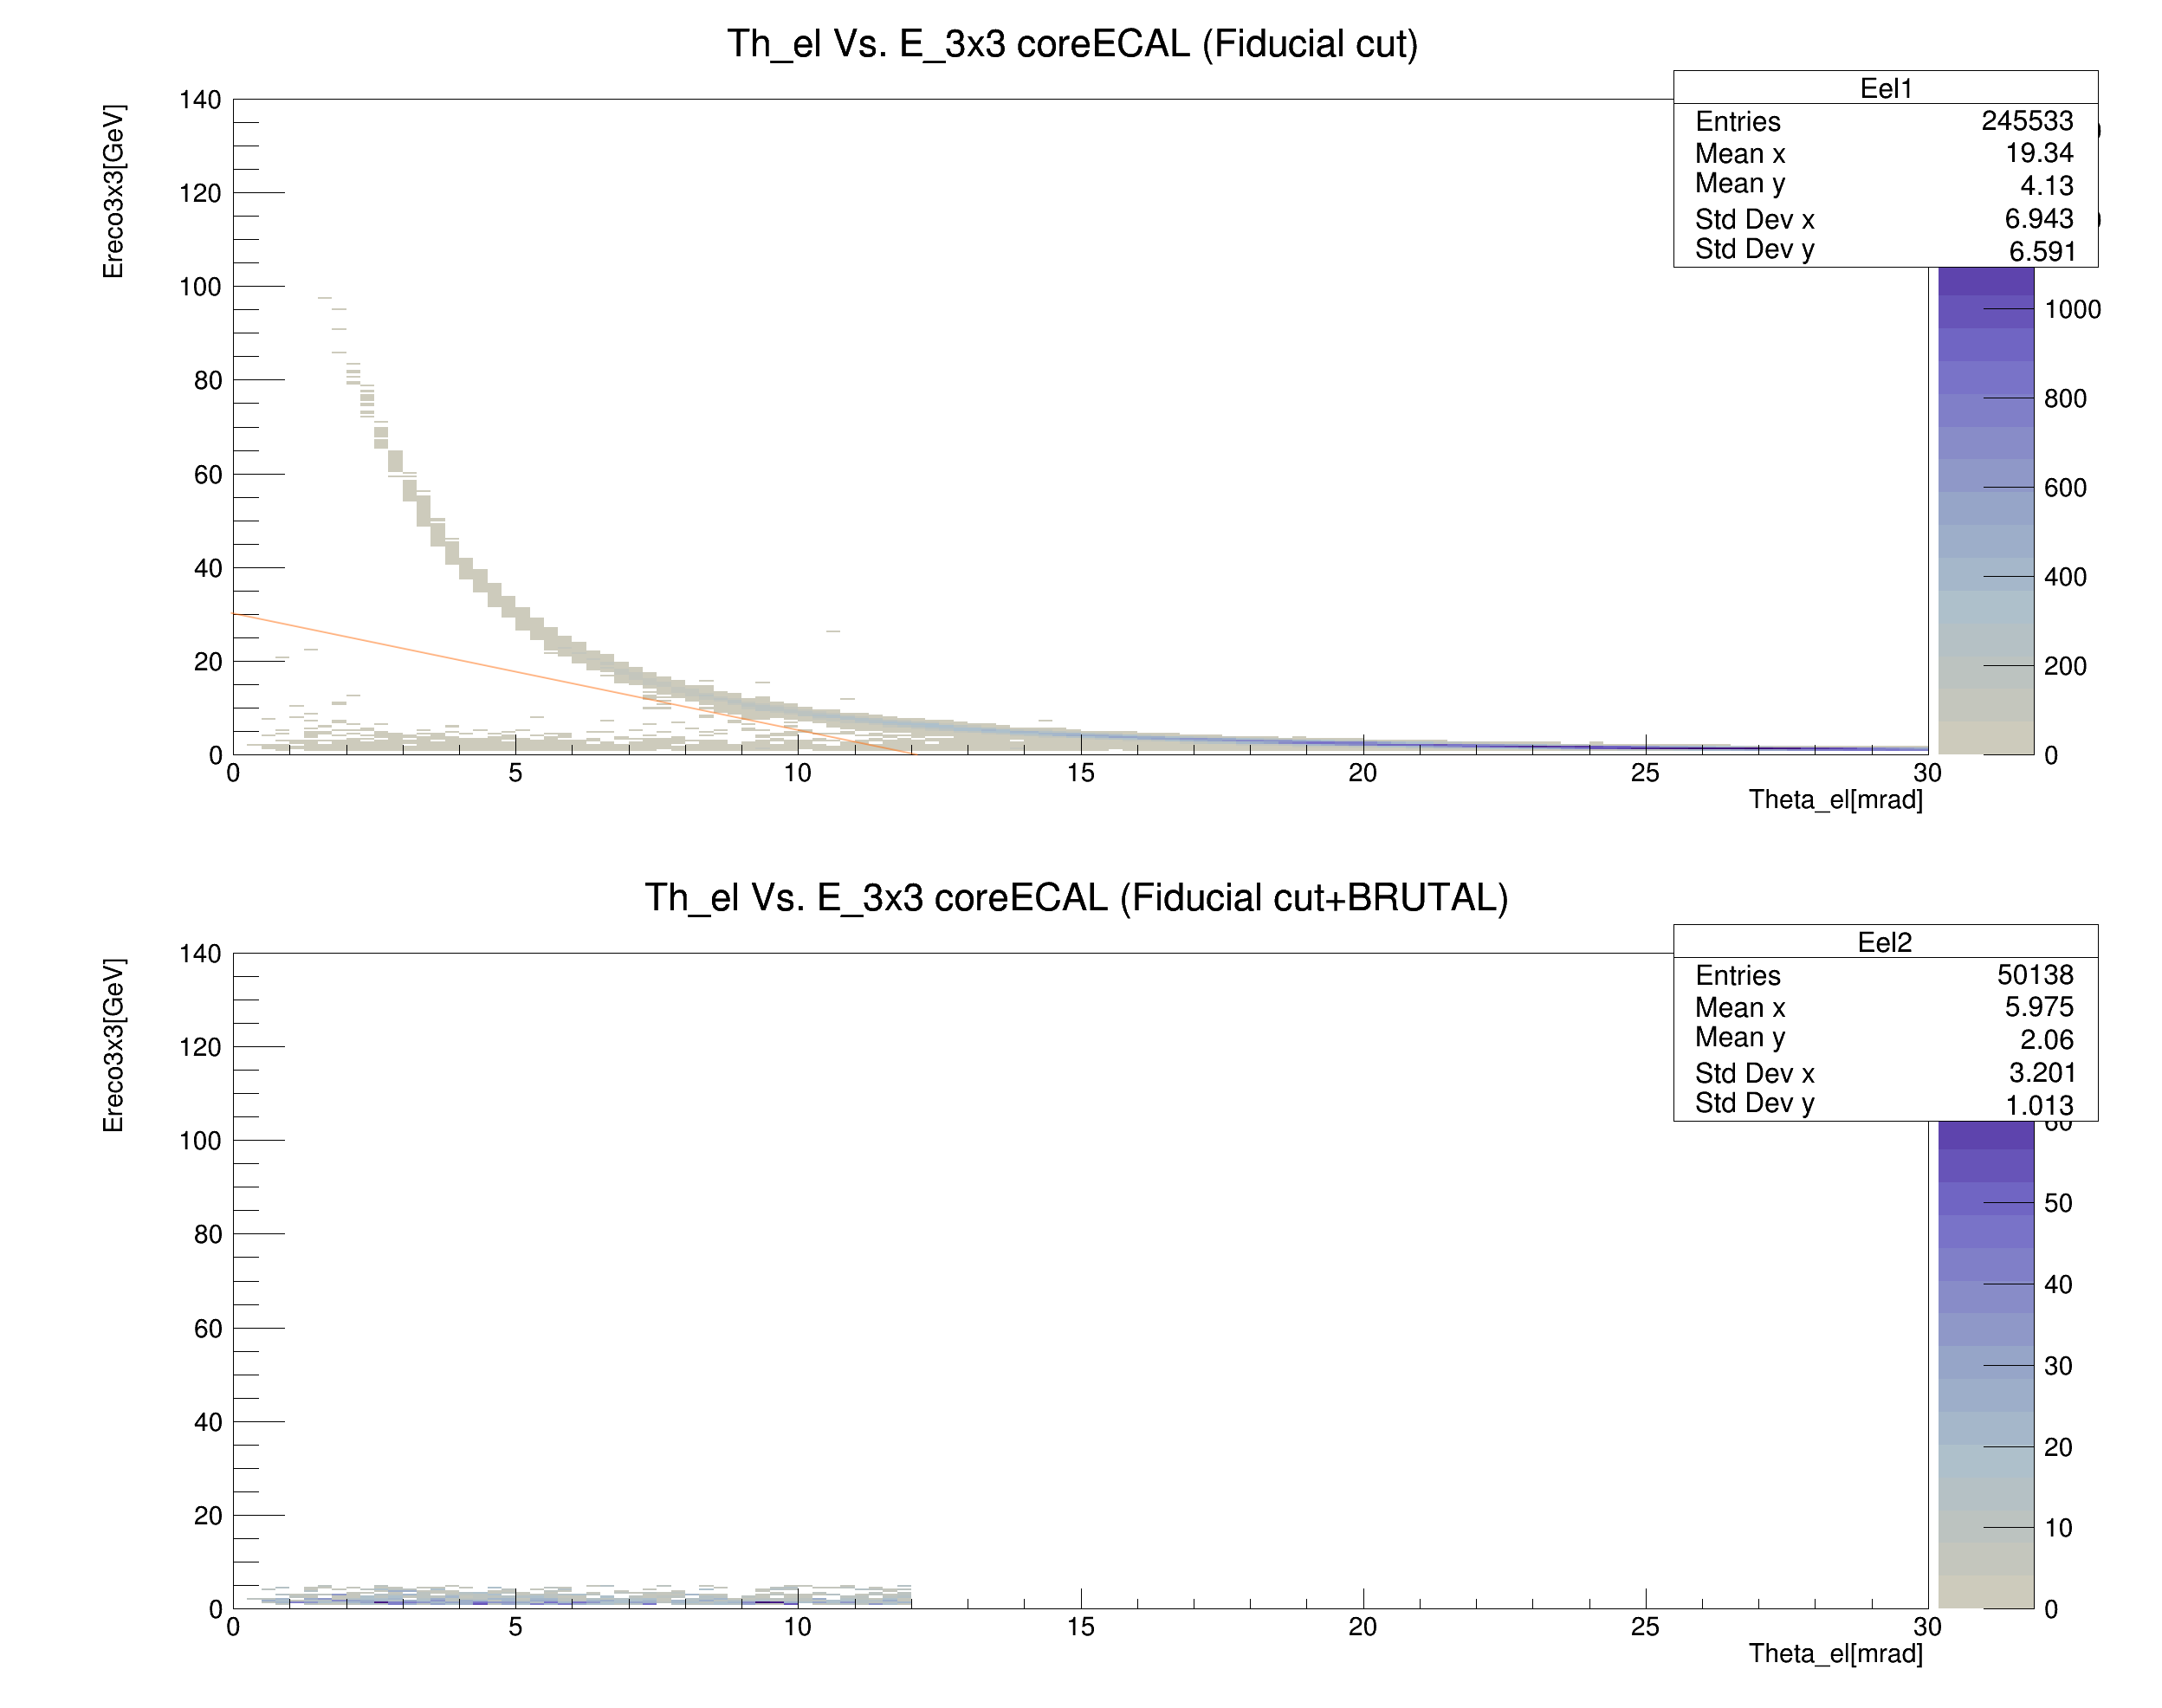 Th_el Vs. E_3x3 coreECAL (Fiducial cut)
Ereco3x3[GeV]
140
120
100
80
60
40
20
0
Eel1
Entries 245533
Mean x 19.34
Mean y 4.13
Std Dev x 6.943
Std Dev y 6.591
1000
800
600
400
200
0
0 5 10 15 20 25 30
Theta_el[mrad]
Th_el Vs. E_3x3 coreECAL (Fiducial cut+BRUTAL)
Ereco3x3[GeV]
140
120
100
80
60
40
20
0
Eel2
Entries 50138
Mean x 5.975
Mean y 2.06
Std Dev x 3.201
Std Dev y 1.013
60
50
40
30
20
10
0
0 5 10 15 20 25 30
Theta_el[mrad]